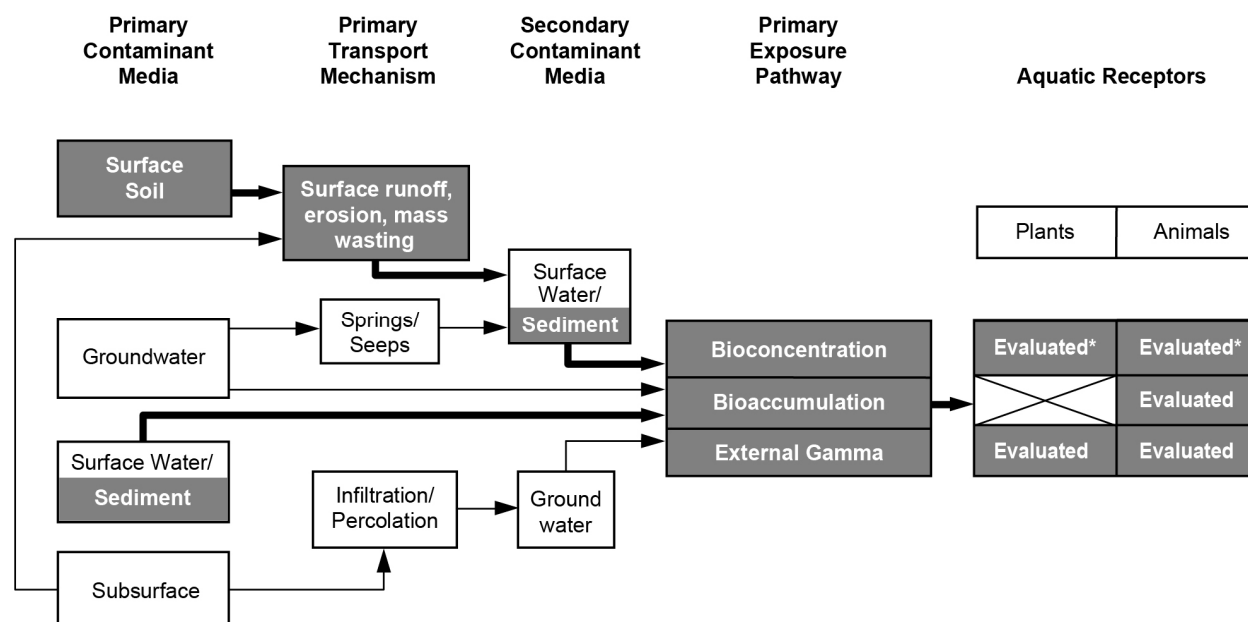 Primary
Contaminant
Media
Primary
Transport
Mechanism
Secondary
Contaminant
Media
Primary
Exposure
Pathway
Aquatic Receptors
Surface
Soil
Surface runoff,
erosion, mass
wasting
Plants
Animals
Surface
Water/
Sediment
Springs/
Seeps
Groundwater
Bioconcentration
Evaluated*
Evaluated*
Bioaccumulation
Evaluated
External Gamma
Evaluated
Evaluated
Surface Water/
Sediment
Infiltration/
Percolation
Ground
water
Subsurface